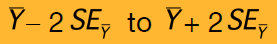 Ȳ – 2 SE_Ȳ to Ȳ + 2 SE_Ȳ